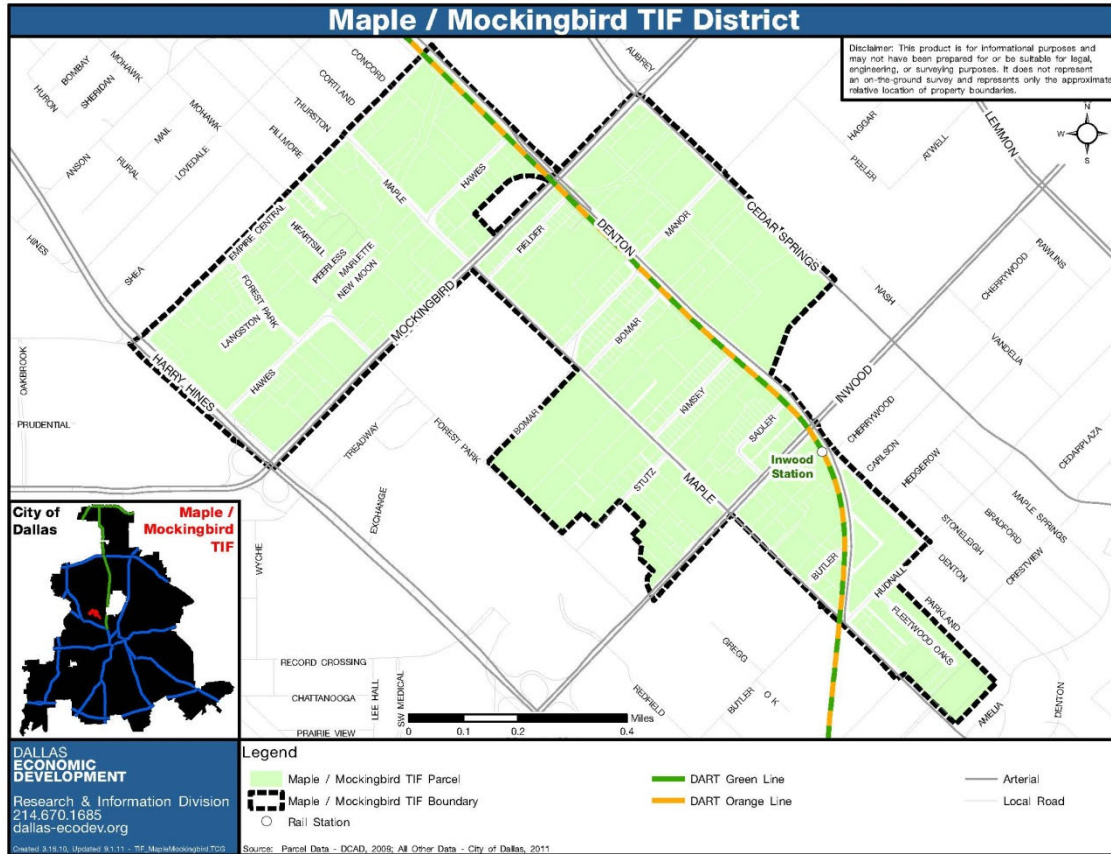 Maple / Mockingbird TIF District
Disclaimer: This product is for informational purposes and
may not have been prepared for or be suitable for legal,
engineering, or surveying purposes. It does not represent
an on-the-ground survey and represents only the approximate
relative location of property boundaries.
N
W
E
S
HURON
BOMBAY
SHERIDAN
MOHAWK
MOHAWK
MAIL
ANSON
RURAL
LOVEDALE
CONCORD
CORTLAND
THURSTON
FILLMORE
AUBREY
HAGGAR
PEELER
ATWELL
LEMMON
HINES
SHEA
EMPIRE CENTRAL
MAPLE
HAWES
HEARTSILL
PEERLESS
MARLETTE
NEW MOON
FOREST PARK
LANGSTON
HAWES
MOCKINGBIRD
FIELDER
DENTON
MANOR
CEDAR SPRINGS
NASH
CHERRYWOOD
RAWLINS
VANDELIA
OAKBROOK
PRUDENTIAL
HARRY HINES
TREADWAY
FOREST PARK
BOMAR
BOMAR
KIMSEY
SADLER
INWOOD
CHERRYWOOD
CARLSON
HEDGEROW
CEDARPLAZA
Inwood
Station
STUTZ
MAPLE
EXCHANGE
WYCHE
STONELEIGH
BRADFORD
MAPLE SPRINGS
DENTON
CRESTVIEW
BUTLER
HUDNALL
PARKLAND
FLEETWOOD OAKS
GREGG
BUTLER
O K
REDFIELD
AMELIA
DENTON
RECORD CROSSING
CHATTANOOGA
PRAIRIE VIEW
LEE HALL
SW MEDICAL
0 0.1 0.2 0.4
Miles
City of
Dallas
Maple /
Mockingbird
TIF
DALLAS
ECONOMIC
DEVELOPMENT
Research & Information Division
214.670.1685
dallas-ecodev.org
Created 3.18.10, Updated 9.1.11 - TIF_MapleMockingbird.TCG
Legend
Maple / Mockingbird TIF Parcel
Maple / Mockingbird TIF Boundary
Rail Station
DART Green Line
DART Orange Line
Arterial
Local Road
Source: Parcel Data - DCAD, 2009; All Other Data - City of Dallas, 2011